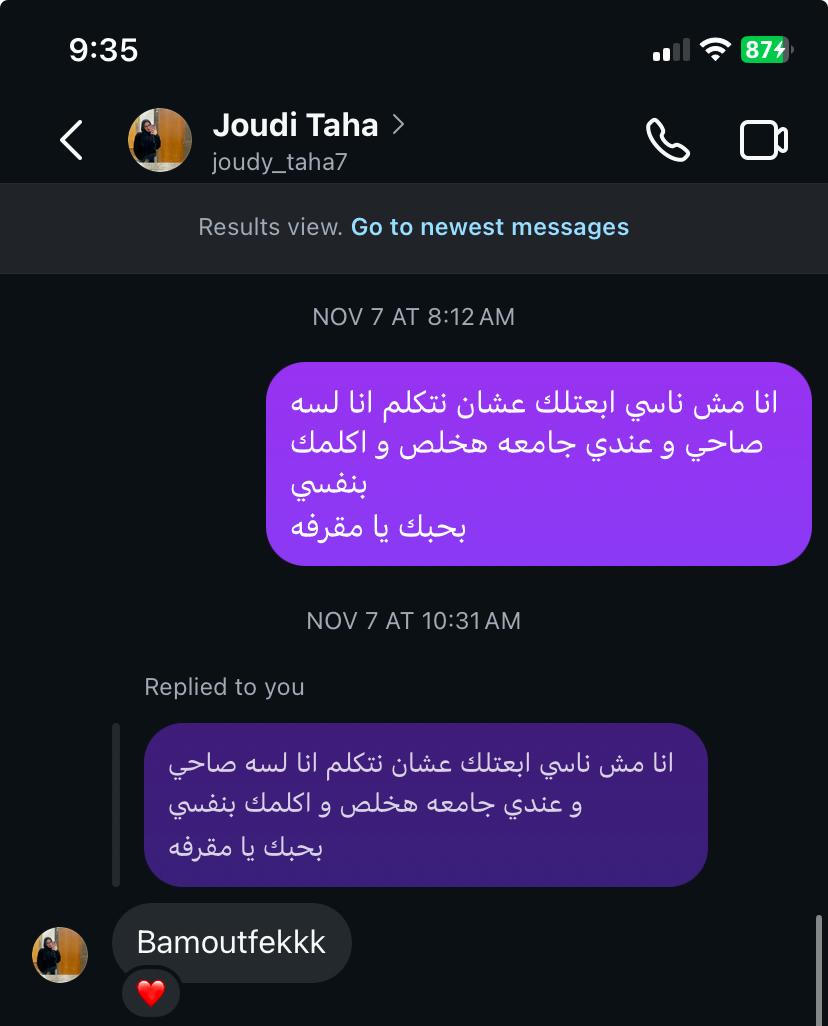 9:35
87
Joudi Taha
joudy_taha7
Results view. Go to newest messages
NOV 7 AT 8:12 AM
انا مش ناسي ابعتلك عشان نتكلم انا لسه
صاحي و عندي جامعه هخلص و اكلمك
بنفسي
بحبك يا مقرفه
NOV 7 AT 10:31 AM
Replied to you
انا مش ناسي ابعتلك عشان نتكلم انا لسه صاحي
و عندي جامعه هخلص و اكلمك بنفسي
بحبك يا مقرفه
Bamoutfekkk